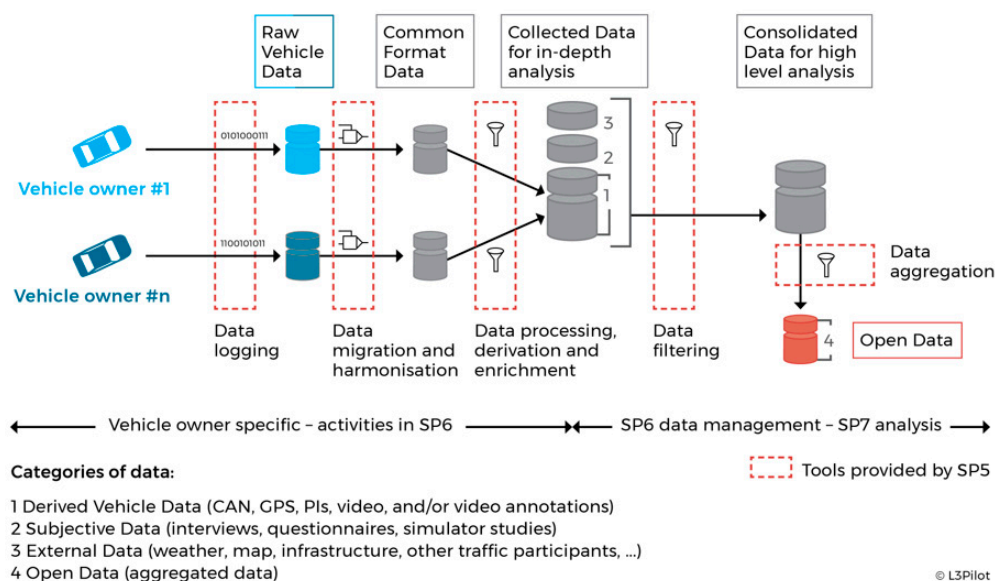 Raw
Vehicle
Data
Common
Format
Data
Collected Data
for in-depth
analysis
Consolidated
Data for high
level analysis
0101000111
3
2
1
Vehicle owner #1
1100101011
Vehicle owner #n
Data
aggregation
Data
logging
Data
migration and
harmonisation
Data processing,
derivation and
enrichment
Data
filtering
4
Open Data
Vehicle owner specific – activities in SP6
SP6 data management – SP7 analysis
Categories of data:
Tools provided by SP5
1 Derived Vehicle Data (CAN, GPS, PIs, video, and/or video annotations)
2 Subjective Data (interviews, questionnaires, simulator studies)
3 External Data (weather, map, infrastructure, other traffic participants, ...)
4 Open Data (aggregated data)
© L3Pilot